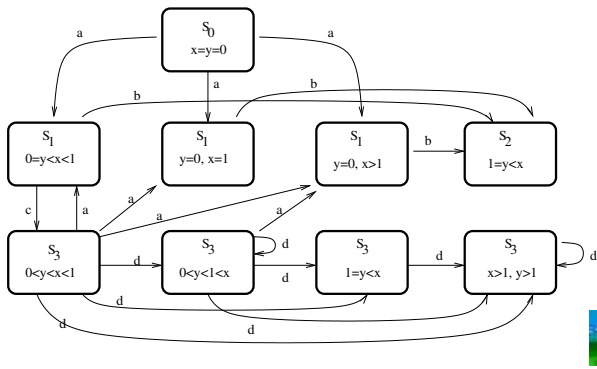 S0
x=y=0
a
a
a
b
b
S1
0=y<x<1
S1
y=0, x=1
S1
y=0, x>1
b
S2
1=y<x
c
a
a
a
a
S3
0<y<x<1
d
S3
0<y<1<x
d
d
S3
1=y<x
d
S3
x>1, y>1
d
d
d
d